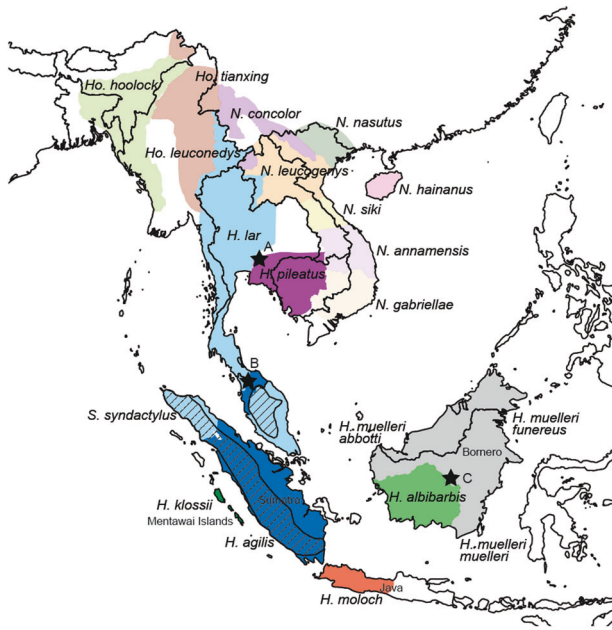 Ho. tianxing
Ho. hoolock
N. concolor
N. nasutus
Ho. leuconedys
N. leucogenys
N. hainanus
N. siki
H. lar
A
N. annamensis
H. pileatus
N. gabriellae
B
S. syndactylus
H. muelleri
abbotti
H. muelleri
funereus
Bornero
C
H. albibarbis
H. klossii
Sumatra
Mentawai Islands
H. agilis
H. muelleri
muelleri
Java
H. moloch